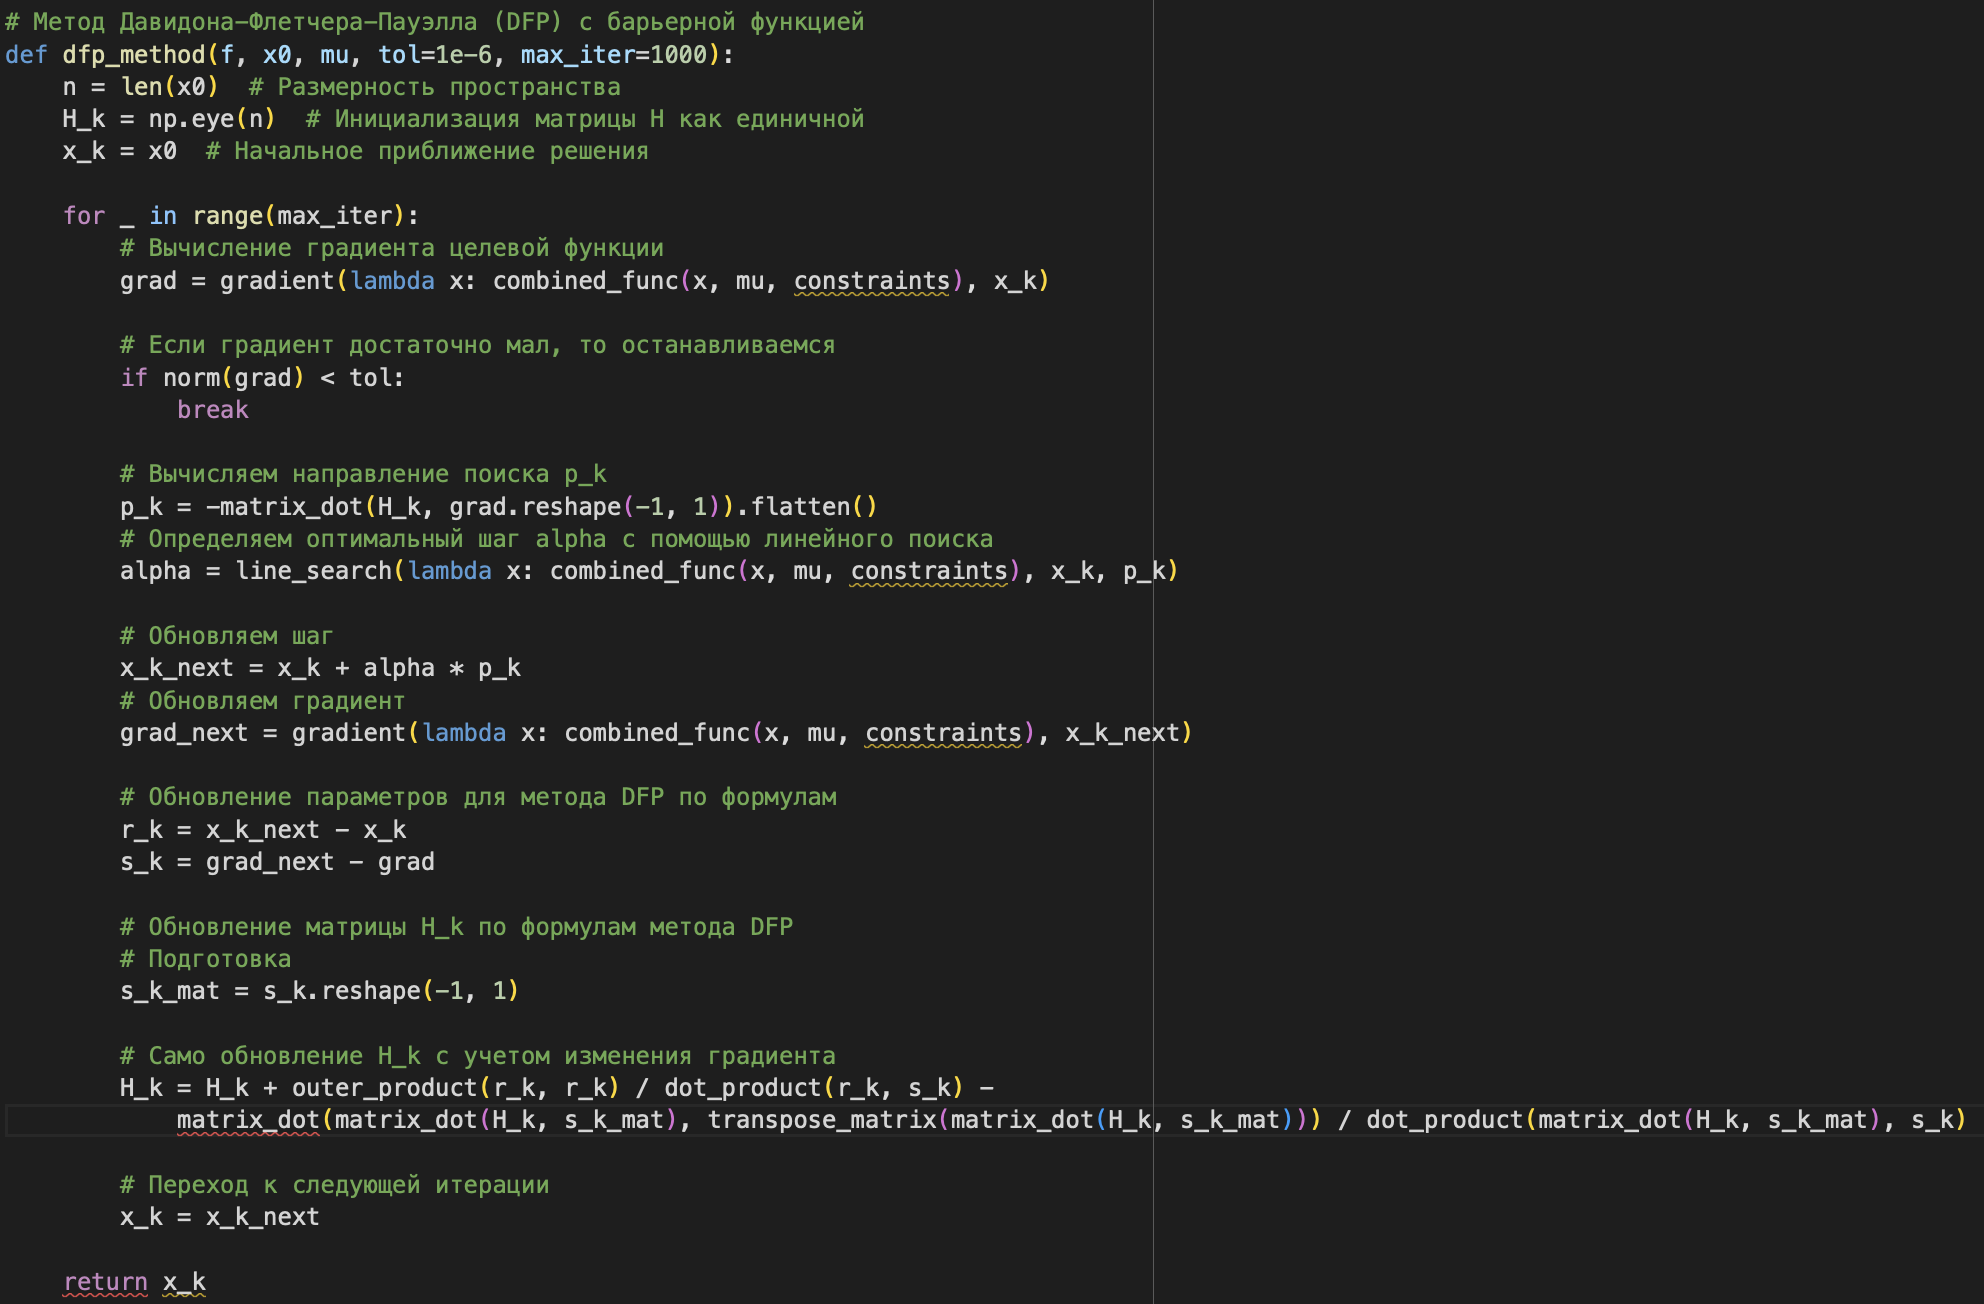 # Метод Давидона-Флетчера-Пауэлла (DFP) с барьерной функцией
def dfp_method(f, x0, mu, tol=1e-6, max_iter=1000):
    n = len(x0)  # Размерность пространства
    H_k = np.eye(n)  # Инициализация матрицы H как единичной
    x_k = x0  # Начальное приближение решения

    for _ in range(max_iter):
        # Вычисление градиента целевой функции
        grad = gradient(lambda x: combined_func(x, mu, constraints), x_k)

        # Если градиент достаточно мал, то останавливаемся
        if norm(grad) < tol:
            break

        # Вычисляем направление поиска p_k
        p_k = -matrix_dot(H_k, grad.reshape(-1, 1)).flatten()
        # Определяем оптимальный шаг alpha с помощью линейного поиска
        alpha = line_search(lambda x: combined_func(x, mu, constraints), x_k, p_k)

        # Обновляем шаг
        x_k_next = x_k + alpha * p_k
        # Обновляем градиент
        grad_next = gradient(lambda x: combined_func(x, mu, constraints), x_k_next)

        # Обновление параметров для метода DFP по формулам
        r_k = x_k_next - x_k
        s_k = grad_next - grad

        # Обновление матрицы H_k по формулам метода DFP
        # Подготовка
        s_k_mat = s_k.reshape(-1, 1)

        # Само обновление H_k с учетом изменения градиента
        H_k = H_k + outer_product(r_k, r_k) / dot_product(r_k, s_k) -
            matrix_dot(matrix_dot(H_k, s_k_mat), transpose_matrix(matrix_dot(H_k, s_k_mat))) / dot_product(matrix_dot(H_k, s_k_mat), s_k)

        # Переход к следующей итерации
        x_k = x_k_next

    return x_k